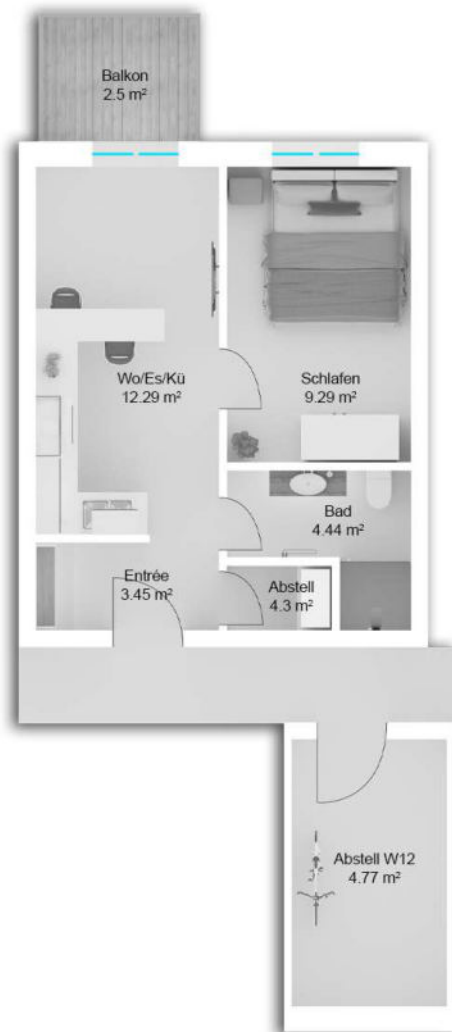 Balkon
2.5 m²
Wo/Es/Kü
12.29 m²
Schlafen
9.29 m²
Bad
4.44 m²
Entrée
3.45 m²
Abstell
4.3 m²
Abstell W12
4.77 m²